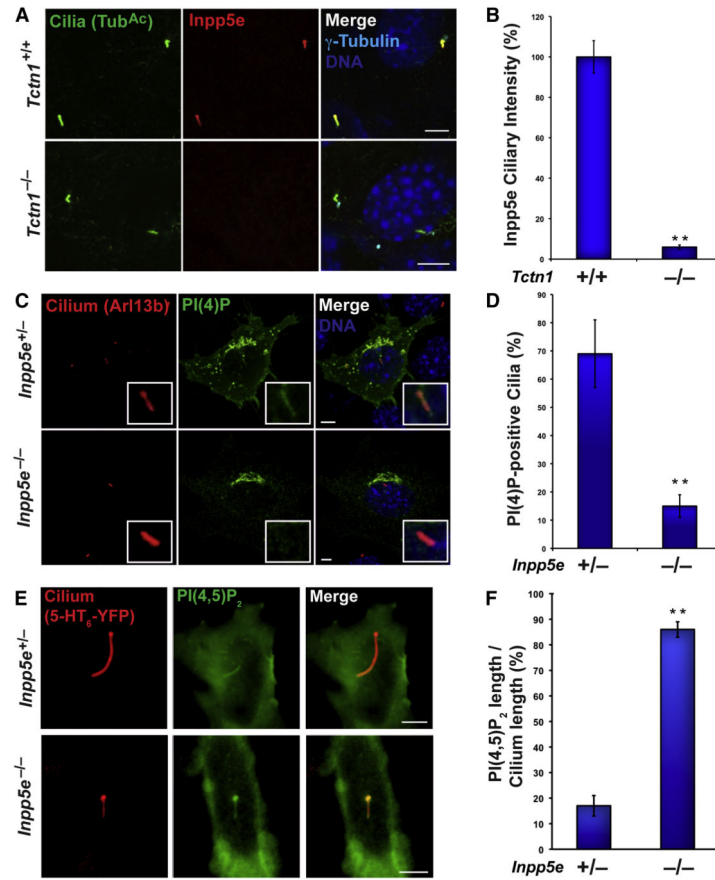 A
Cilia (TubAc)
Inpp5e
Merge
γ-Tubulin
DNA
Tctn1+/+
Tctn1−/−
B
Inpp5e Ciliary Intensity (%)
120
100
80
60
40
20
0
**
Tctn1 +/+ −/−
C
Cilium (Arl13b)
PI(4)P
Merge
DNA
Inpp5e+/−
Inpp5e−/−
D
PI(4)P-positive Cilia (%)
90
80
70
60
50
40
30
20
10
0
**
Inpp5e +/− −/−
E
Cilium
(5-HT6-YFP)
PI(4,5)P2
Merge
Inpp5e+/−
Inpp5e−/−
F
PI(4,5)P2 length /
Cilium length (%)
100
90
80
70
60
50
40
30
20
10
0
**
Inpp5e +/− −/−